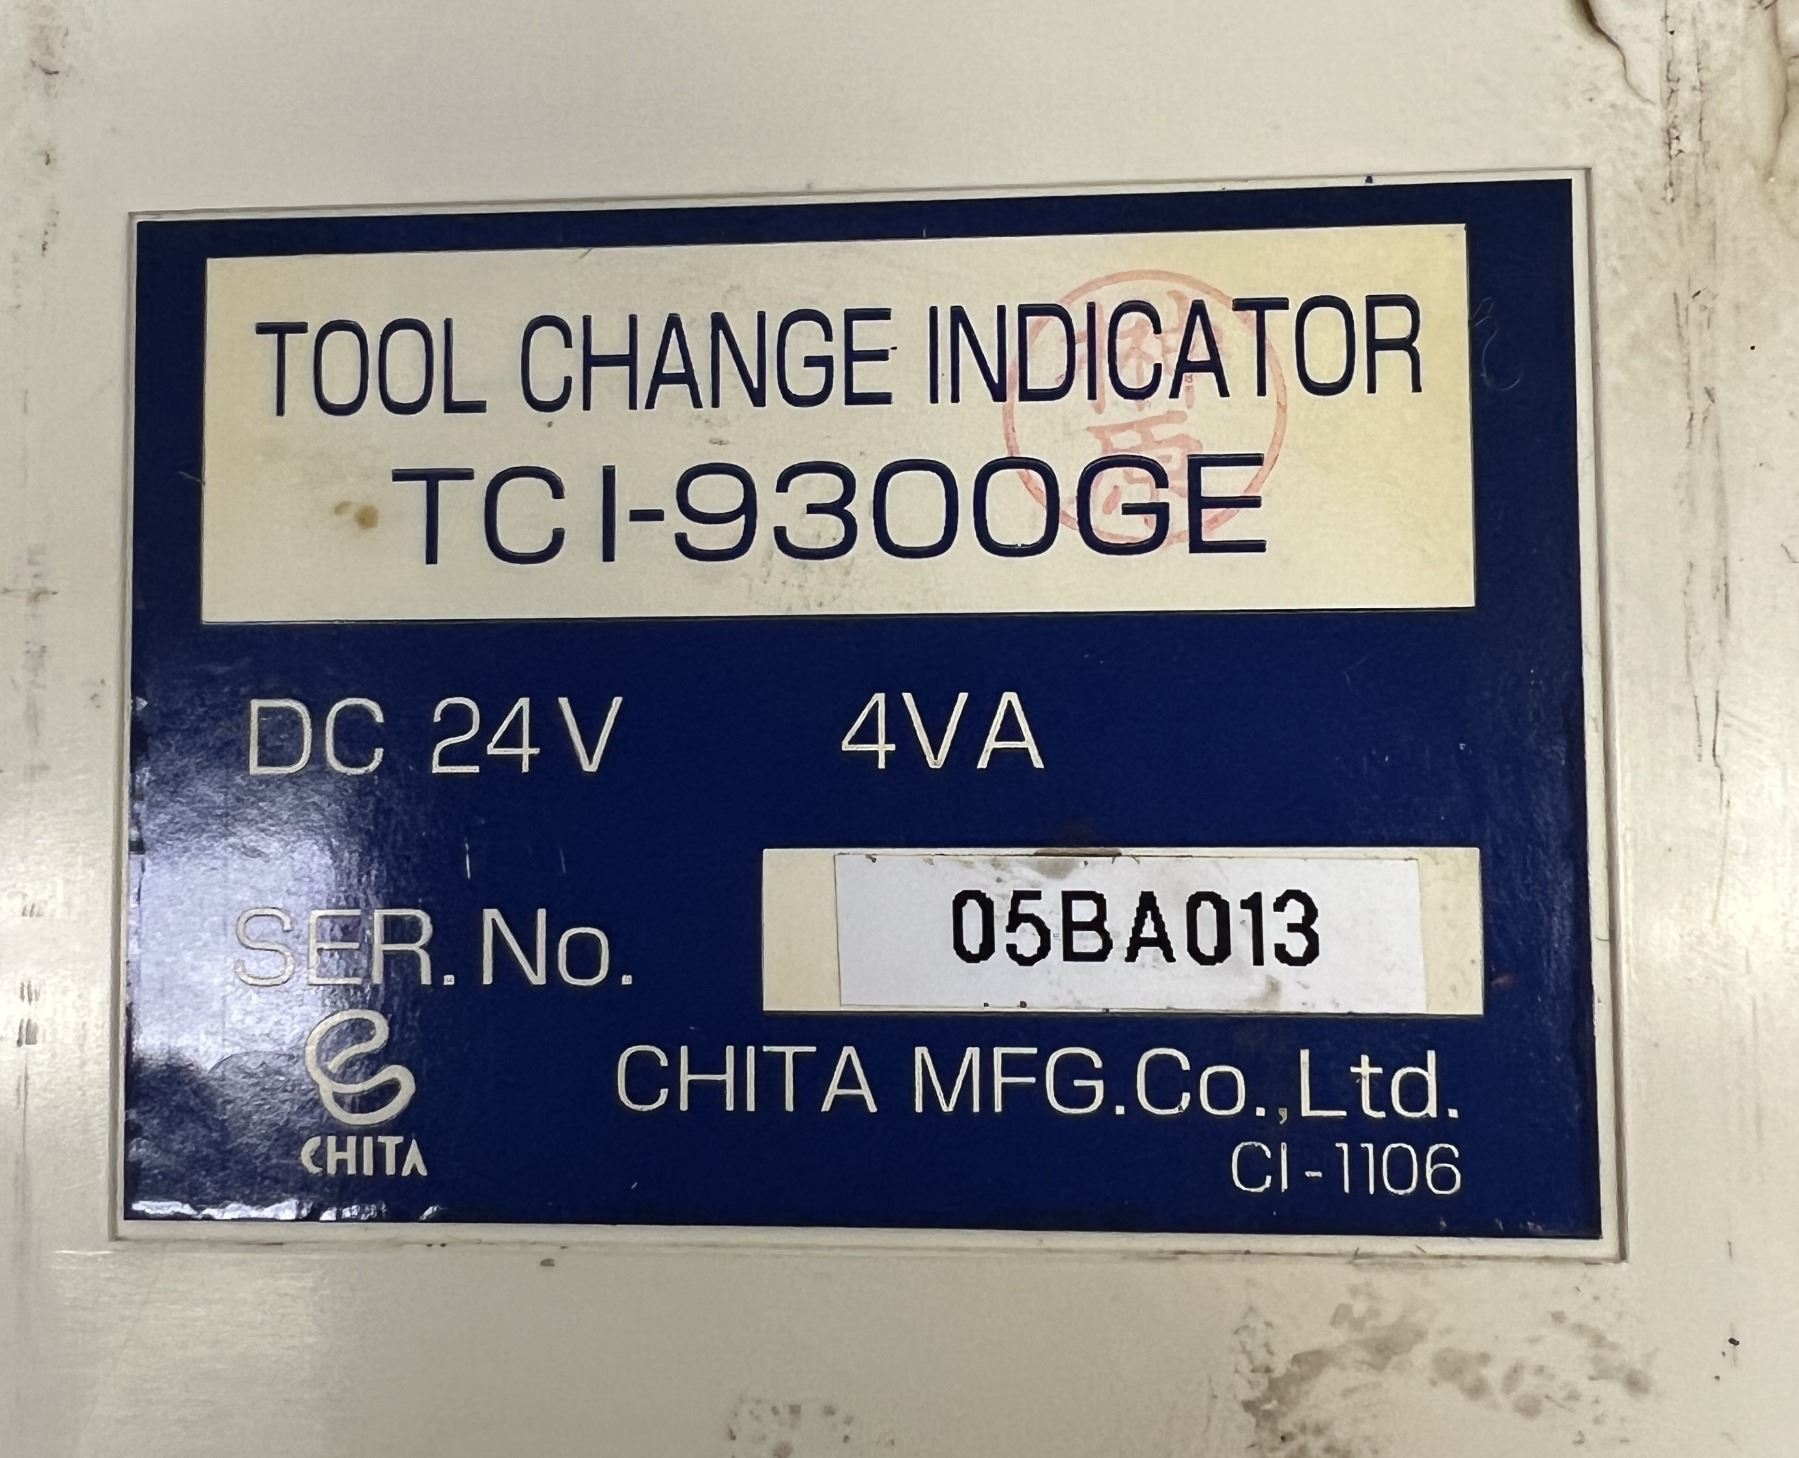 TOOL CHANGE INDICATOR
TCI-9300GE
DC 24V 4VA
SER. No. 05BA013
CHITA
CHITA MFG.Co.,Ltd.
CI-1106